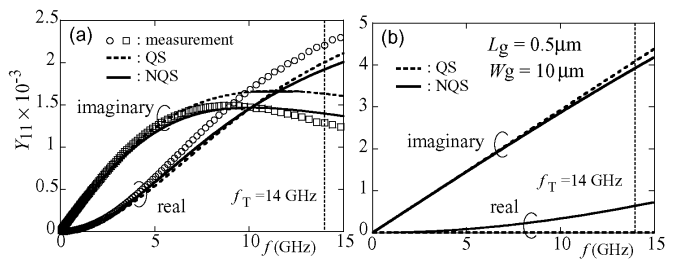 (a)
○ □ : measurement
: QS
: NQS
imaginary
real
f_T =14 GHz
Y₁₁ × 10⁻³
2.5
2
1.5
1
0.5
0
0
5
10
15
f (GHz)
(b)
Lg = 0.5μm
Wg = 10 μm
: QS
: NQS
imaginary
f_T =14 GHz
real
5
4
3
2
1
0
0
5
10
15
f (GHz)